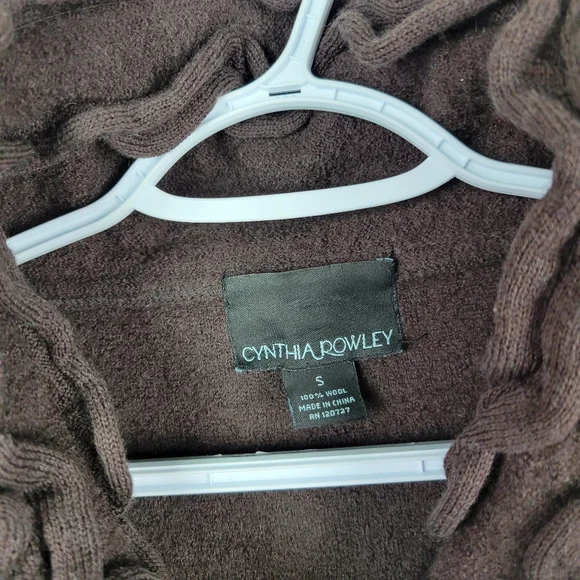 CYNTHIA ROWLEY
S
100% WOOL
MADE IN CHINA
RN 120727